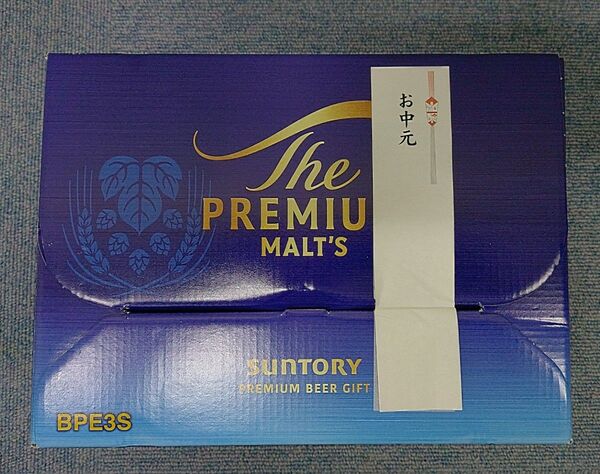 お中元
The
PREMIU
MALT'S
SUNTORY
PREMIUM BEER GIFT
BPE3S